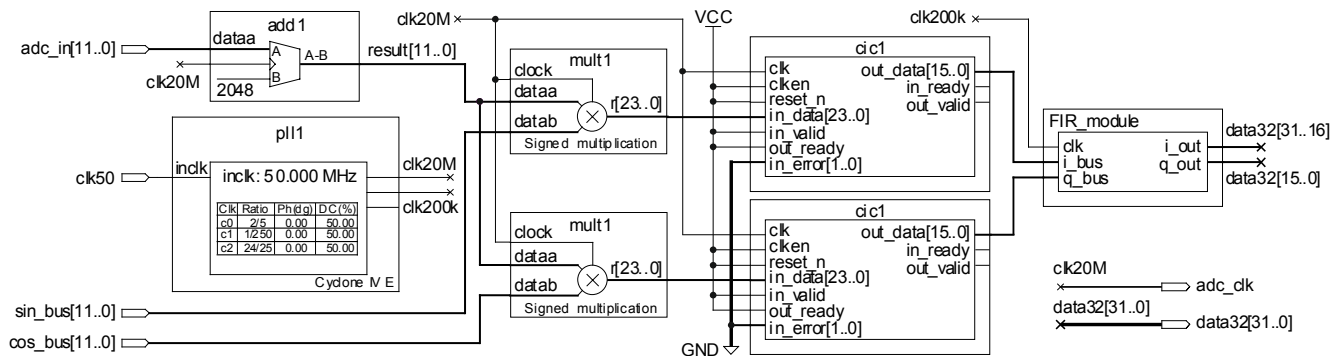 add1
adc_in[11..0]
dataa
A
A-B
B
clk20M
2048
result[11..0]
pll1
clk50
inclk
inclk: 50.000 MHz
Clk Ratio Ph(dg) DC(%)
c0 2/5 0.00 50.00
c1 1/250 0.00 50.00
c2 24/25 0.00 50.00
Cyclone IV E
clk20M
clk200k
sin_bus[11..0]
cos_bus[11..0]
clk20M
mult1
clock
dataa
datab
r[23..0]
Signed multiplication
mult1
clock
dataa
datab
r[23..0]
Signed multiplication
VCC
GND
cic1
clk
clken
reset_n
in_data[23..0]
in_valid
out_ready
in_error[1..0]
out_data[15..0]
in_ready
out_valid
cic1
clk
clken
reset_n
in_data[23..0]
in_valid
out_ready
in_error[1..0]
out_data[15..0]
in_ready
out_valid
clk200k
FIR_module
clk
i_bus
q_bus
i_out
q_out
data32[31..16]
data32[15..0]
clk20M
adc_clk
data32[31..0]
data32[31..0]